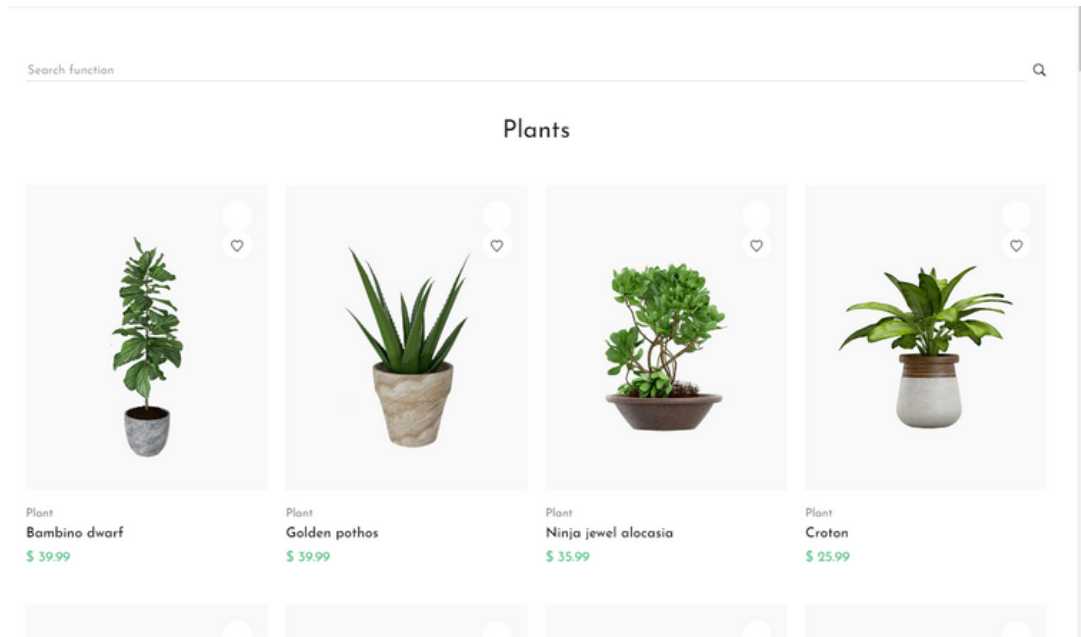 Search function
Plants
Plant
Bambino dwarf
$ 39.99
Plant
Golden pothos
$ 39.99
Plant
Ninja jewel alocasia
$ 35.99
Plant
Croton
$ 25.99